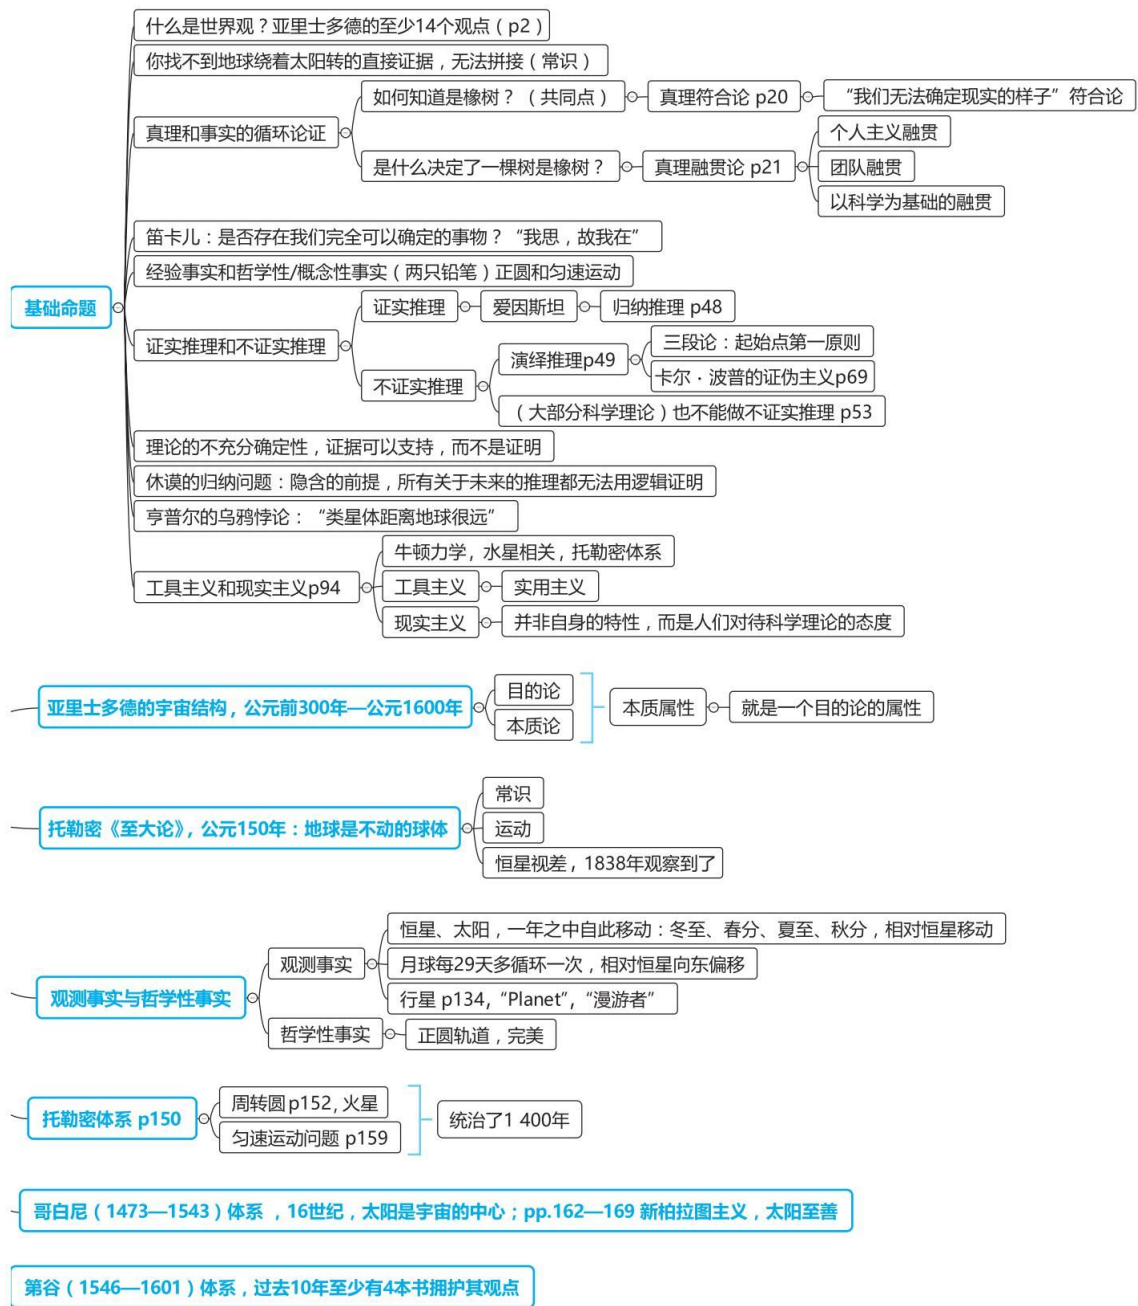 什么是世界观？亚里士多德的至少14个观点（p2）
你找不到地球绕着太阳转的直接证据，无法拼接（常识）
真理和事实的循环论证
如何知道是橡树？（共同点）
真理符合论 p20
“我们无法确定现实的样子”符合论
是什么决定了一棵树是橡树？
真理融贯论 p21
个人主义融贯
团队融贯
以科学为基础的融贯
笛卡儿：是否存在我们完全可以确定的事物？“我思，故我在”
经验事实和哲学性/概念性事实（两只铅笔）正圆和匀速运动
基础命题
证实推理和不证实推理
证实推理
爱因斯坦
归纳推理 p48
不证实推理
演绎推理p49
三段论：起始点第一原则
卡尔·波普的证伪主义p69
（大部分科学理论）也不能做不证实推理 p53
理论的不充分确定性，证据可以支持，而不是证明
休谟的归纳问题：隐含的前提，所有关于未来的推理都无法用逻辑证明
亨普尔的乌鸦悖论：“类星体距离地球很远”
工具主义和现实主义p94
牛顿力学，水星相关，托勒密体系
工具主义
实用主义
现实主义
并非自身的特性，而是人们对待科学理论的态度
亚里士多德的宇宙结构，公元前300年—公元1600年
目的论
本质论
本质属性
就是一个目的论的属性
托勒密《至大论》，公元150年：地球是不动的球体
常识
运动
恒星视差，1838年观察到了
观测事实与哲学性事实
观测事实
恒星、太阳，一年之中自此移动：冬至、春分、夏至、秋分，相对恒星移动
月球每29天多循环一次，相对恒星向东偏移
行星 p134，“Planet”，“漫游者”
哲学性事实
正圆轨道，完美
托勒密体系 p150
周转圆p152，火星
匀速运动问题 p159
统治了1 400年
哥白尼（1473—1543）体系 ，16世纪，太阳是宇宙的中心；pp.162—169 新柏拉图主义，太阳至善
第谷（1546—1601）体系，过去10年至少有4本书拥护其观点